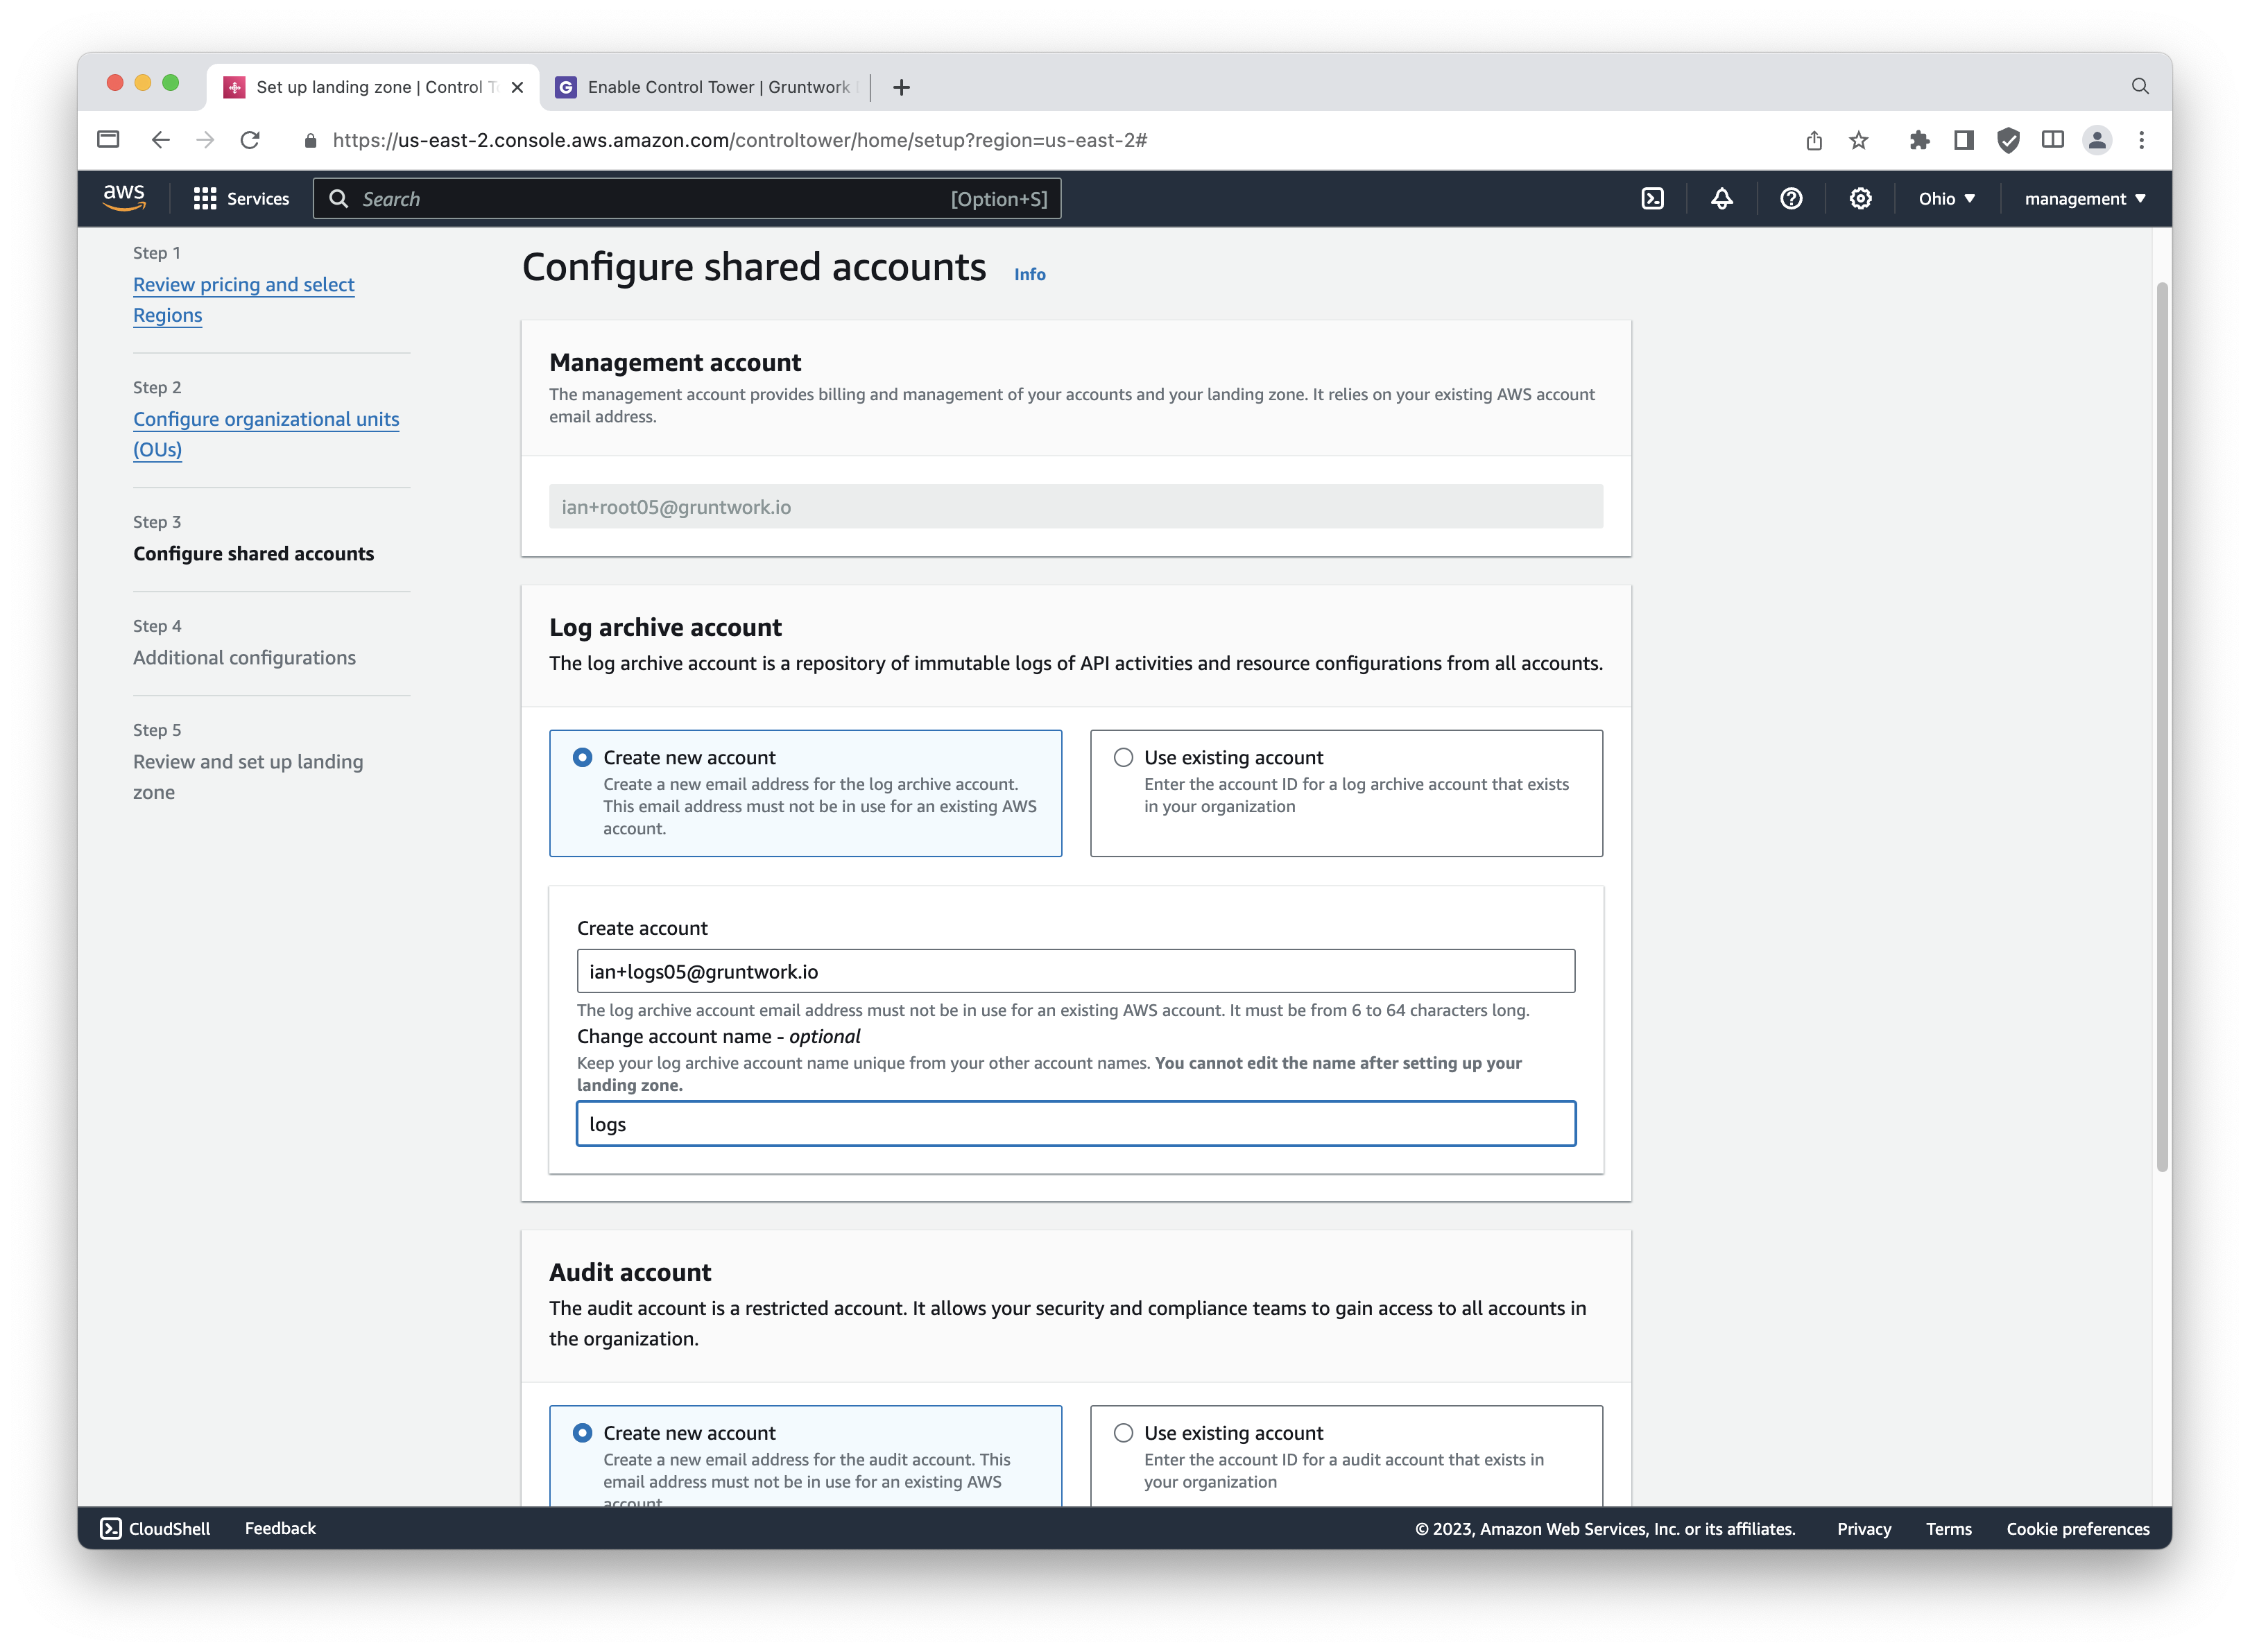 Set up landing zone | Control T
Enable Control Tower | Gruntwork
https://us-east-2.console.aws.amazon.com/controltower/home/setup?region=us-east-2#
aws
Services
Search
[Option+S]
Ohio
management
Step 1
Review pricing and select
Regions
Step 2
Configure organizational units
(OUs)
Step 3
Configure shared accounts
Step 4
Additional configurations
Step 5
Review and set up landing
zone
Configure shared accounts
Info
Management account
The management account provides billing and management of your accounts and your landing zone. It relies on your existing AWS account
email address.
ian+root05@gruntwork.io
Log archive account
The log archive account is a repository of immutable logs of API activities and resource configurations from all accounts.
Create new account
Create a new email address for the log archive account.
This email address must not be in use for an existing AWS
account.
Use existing account
Enter the account ID for a log archive account that exists
in your organization
Create account
ian+logs05@gruntwork.io
The log archive account email address must not be in use for an existing AWS account. It must be from 6 to 64 characters long.
Change account name - optional
Keep your log archive account name unique from your other account names. You cannot edit the name after setting up your
landing zone.
logs
Audit account
The audit account is a restricted account. It allows your security and compliance teams to gain access to all accounts in
the organization.
Create new account
Create a new email address for the audit account. This
email address must not be in use for an existing AWS
account
Use existing account
Enter the account ID for a audit account that exists in
your organization
CloudShell
Feedback
© 2023, Amazon Web Services, Inc. or its affiliates.
Privacy
Terms
Cookie preferences